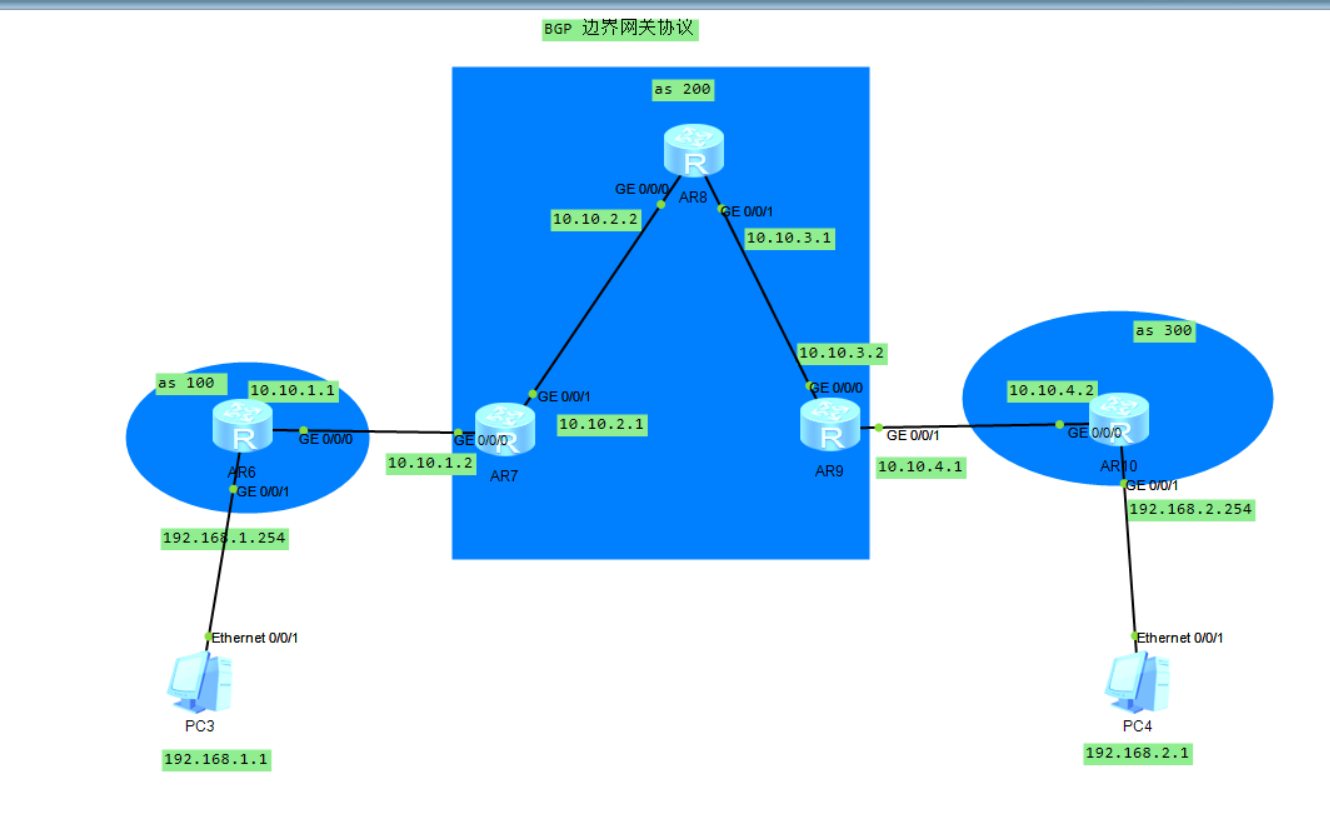 BGP 边界网关协议
as 200
R
GE 0/0/0
AR8
GE 0/0/1
10.10.2.2
10.10.3.1
as 300
10.10.3.2
as 100
10.10.1.1
GE 0/0/0
10.10.4.2
GE 0/0/1
10.10.2.1
R
GE 0/0/0
GE 0/0/0
R
10.10.1.2
AR7
R
GE 0/0/1
10.10.4.1
AR9
GE 0/0/0
R
AR6
GE 0/0/1
AR10
GE 0/0/1
192.168.2.254
192.168.1.254
Ethernet 0/0/1
Ethernet 0/0/1
PC3
PC4
192.168.1.1
192.168.2.1